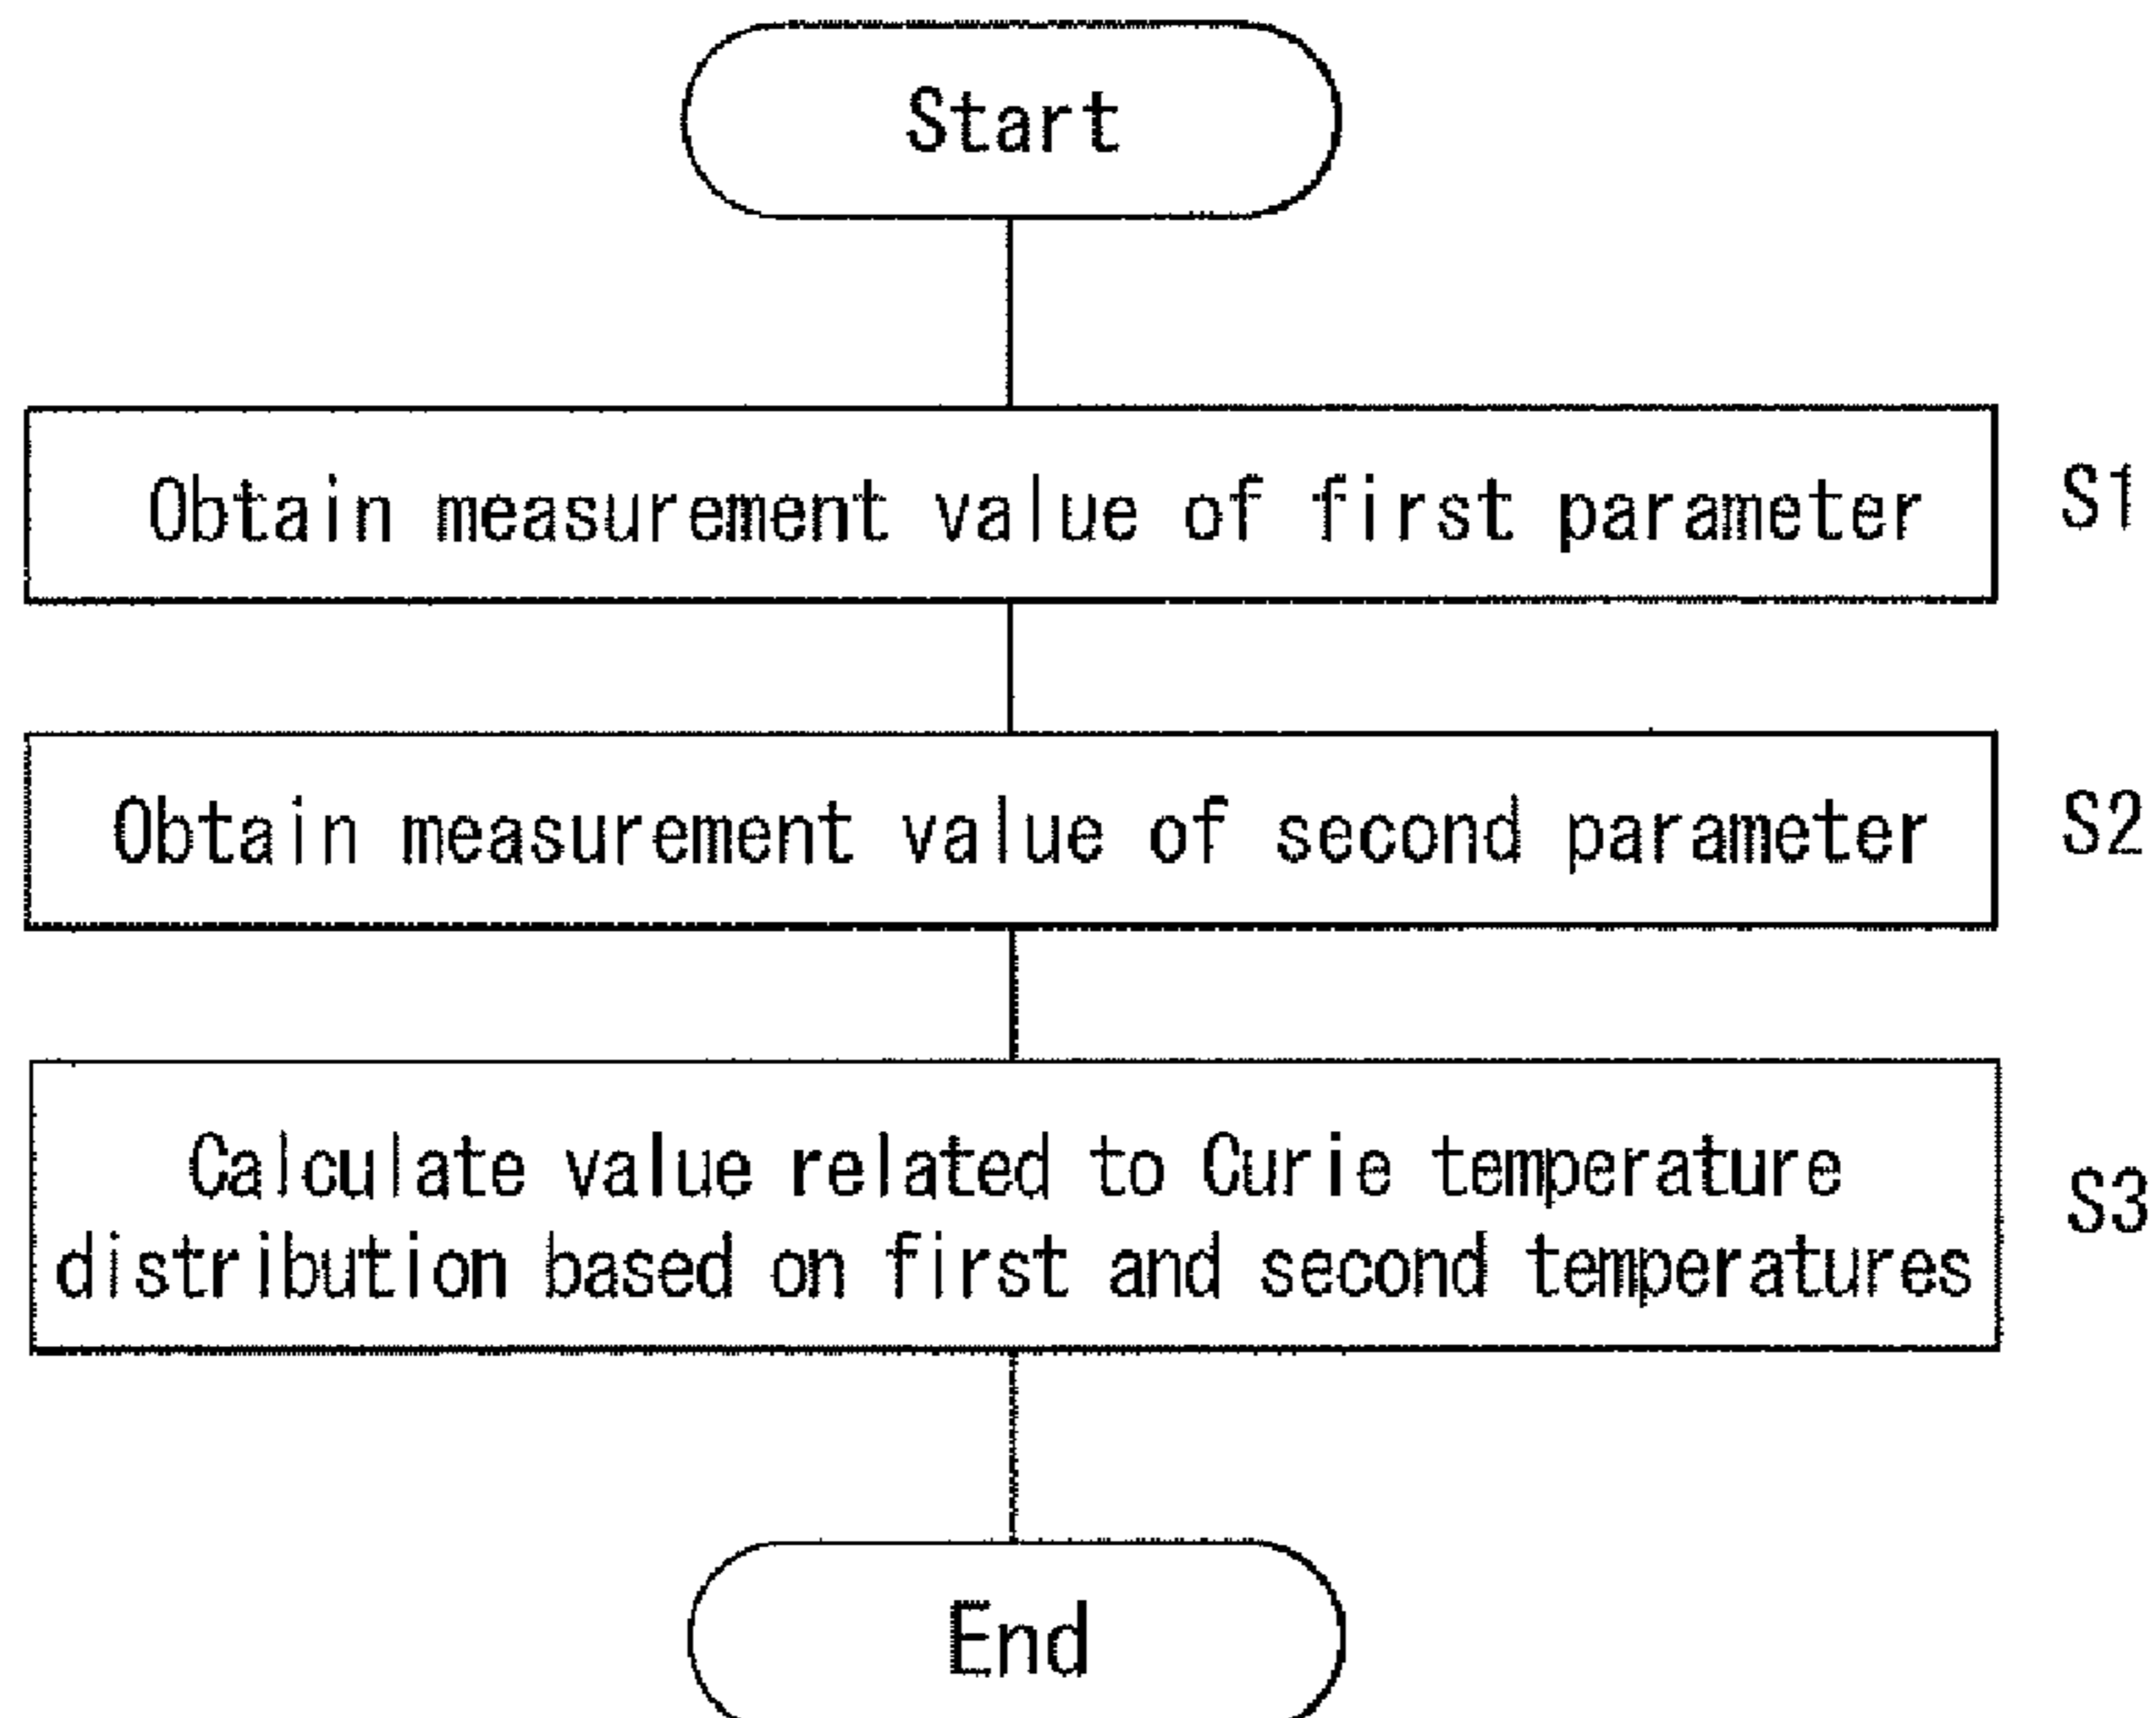 Start
Obtain measurement value of first parameter S1
Obtain measurement value of second parameter S2
Calculate value related to Curie temperature
distribution based on first and second temperatures
S3
End